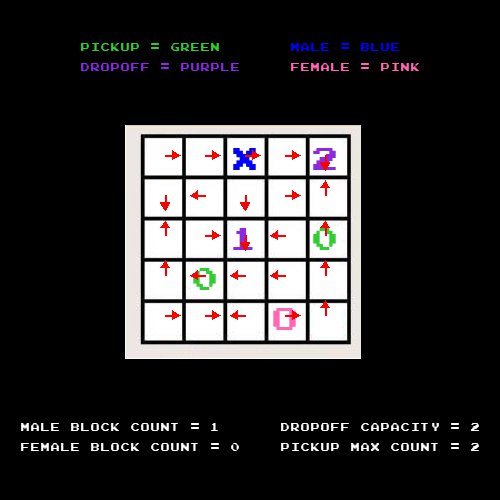 PICKUP = GREEN MALE = BLUE
DROPOFF = PURPLE FEMALE = PINK
X 2
1 0
0
0
MALE BLOCK COUNT = 1 DROPOFF CAPACITY = 2
FEMALE BLOCK COUNT = 0 PICKUP MAX COUNT = 2